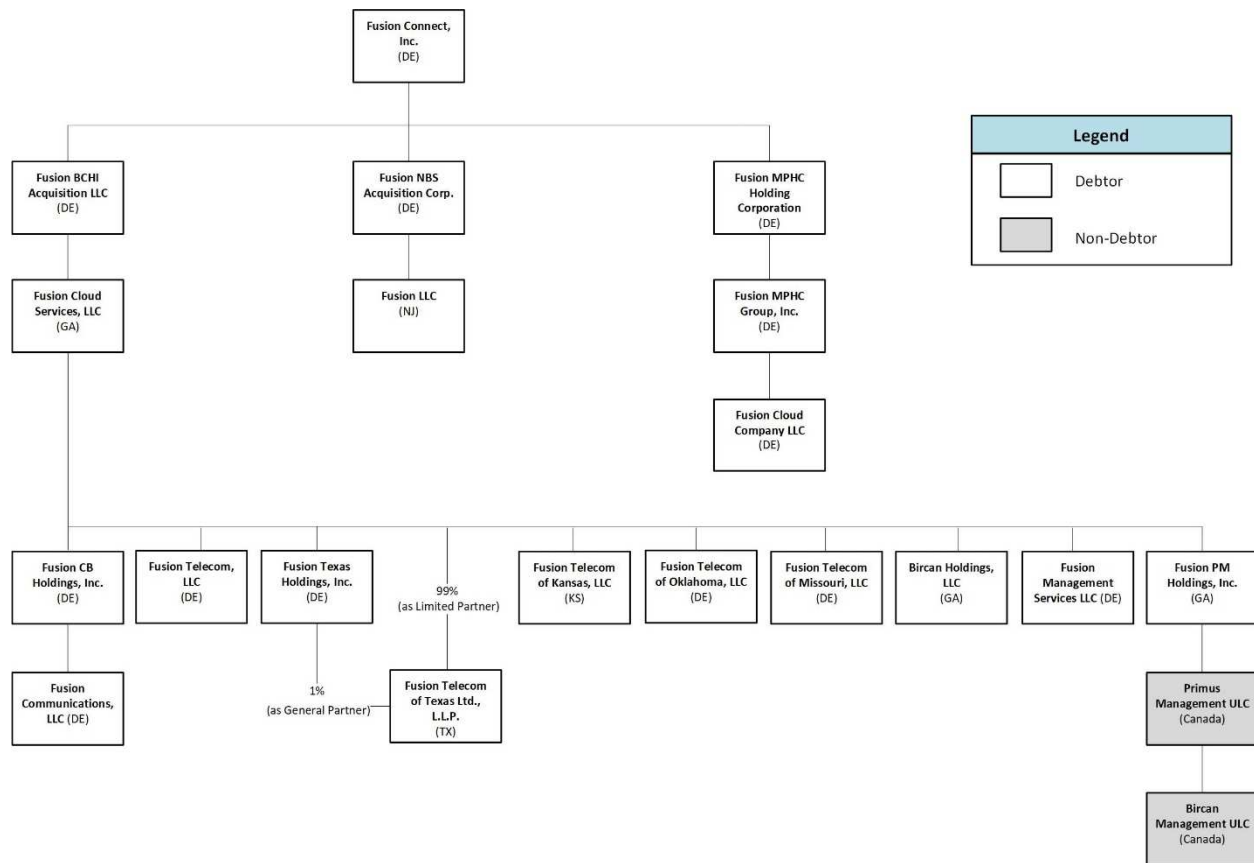 Fusion Connect,
Inc.
(DE)
Legend
Debtor
Non-Debtor
Fusion BCHI
Acquisition LLC
(DE)
Fusion NBS
Acquisition Corp.
(DE)
Fusion MPHC
Holding
Corporation
(DE)
Fusion Cloud
Services, LLC
(GA)
Fusion LLC
(NJ)
Fusion MPHC
Group, Inc.
(DE)
Fusion Cloud
Company LLC
(DE)
Fusion CB
Holdings, Inc.
(DE)
Fusion Telecom,
LLC
(DE)
Fusion Texas
Holdings, Inc.
(DE)
99%
(as Limited Partner)
Fusion Telecom
of Kansas, LLC
(KS)
Fusion Telecom
of Oklahoma, LLC
(DE)
Fusion Telecom
of Missouri, LLC
(DE)
Bircan Holdings,
LLC
(GA)
Fusion
Management
Services LLC (DE)
Fusion PM
Holdings, Inc.
(GA)
Fusion
Communications,
LLC (DE)
1%
(as General Partner)
Fusion Telecom
of Texas Ltd.,
L.L.P.
(TX)
Primus
Management ULC
(Canada)
Bircan
Management ULC
(Canada)